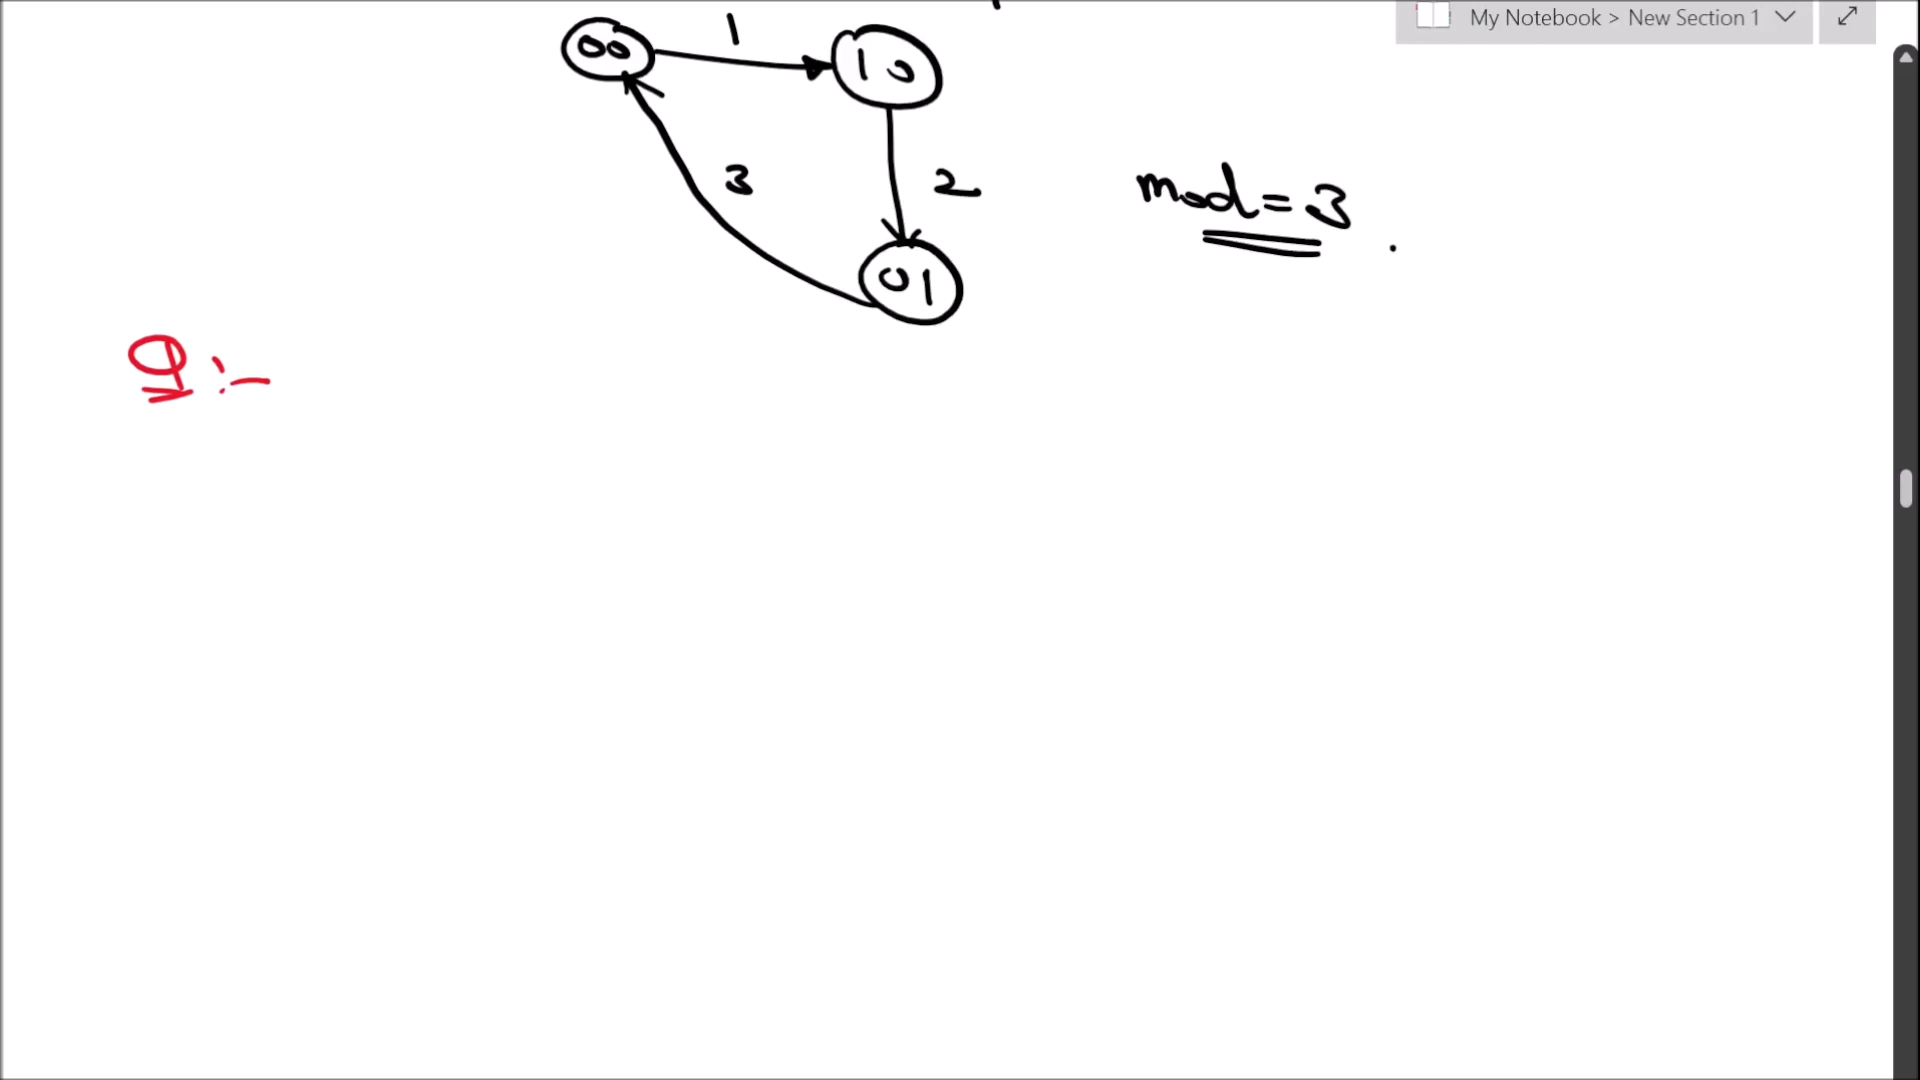 My Notebook > New Section 1
00 1 10
3 2
mod = 3 .
01
Q :-